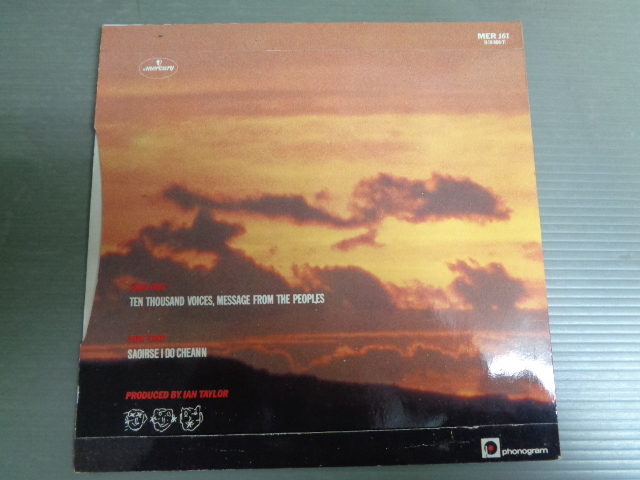 MER 161
mercury
TEN THOUSAND VOICES, MESSAGE FROM THE PEOPLES
SAOIRSE I DO CHEANN
PRODUCED BY: IAN TAYLOR
phonogram